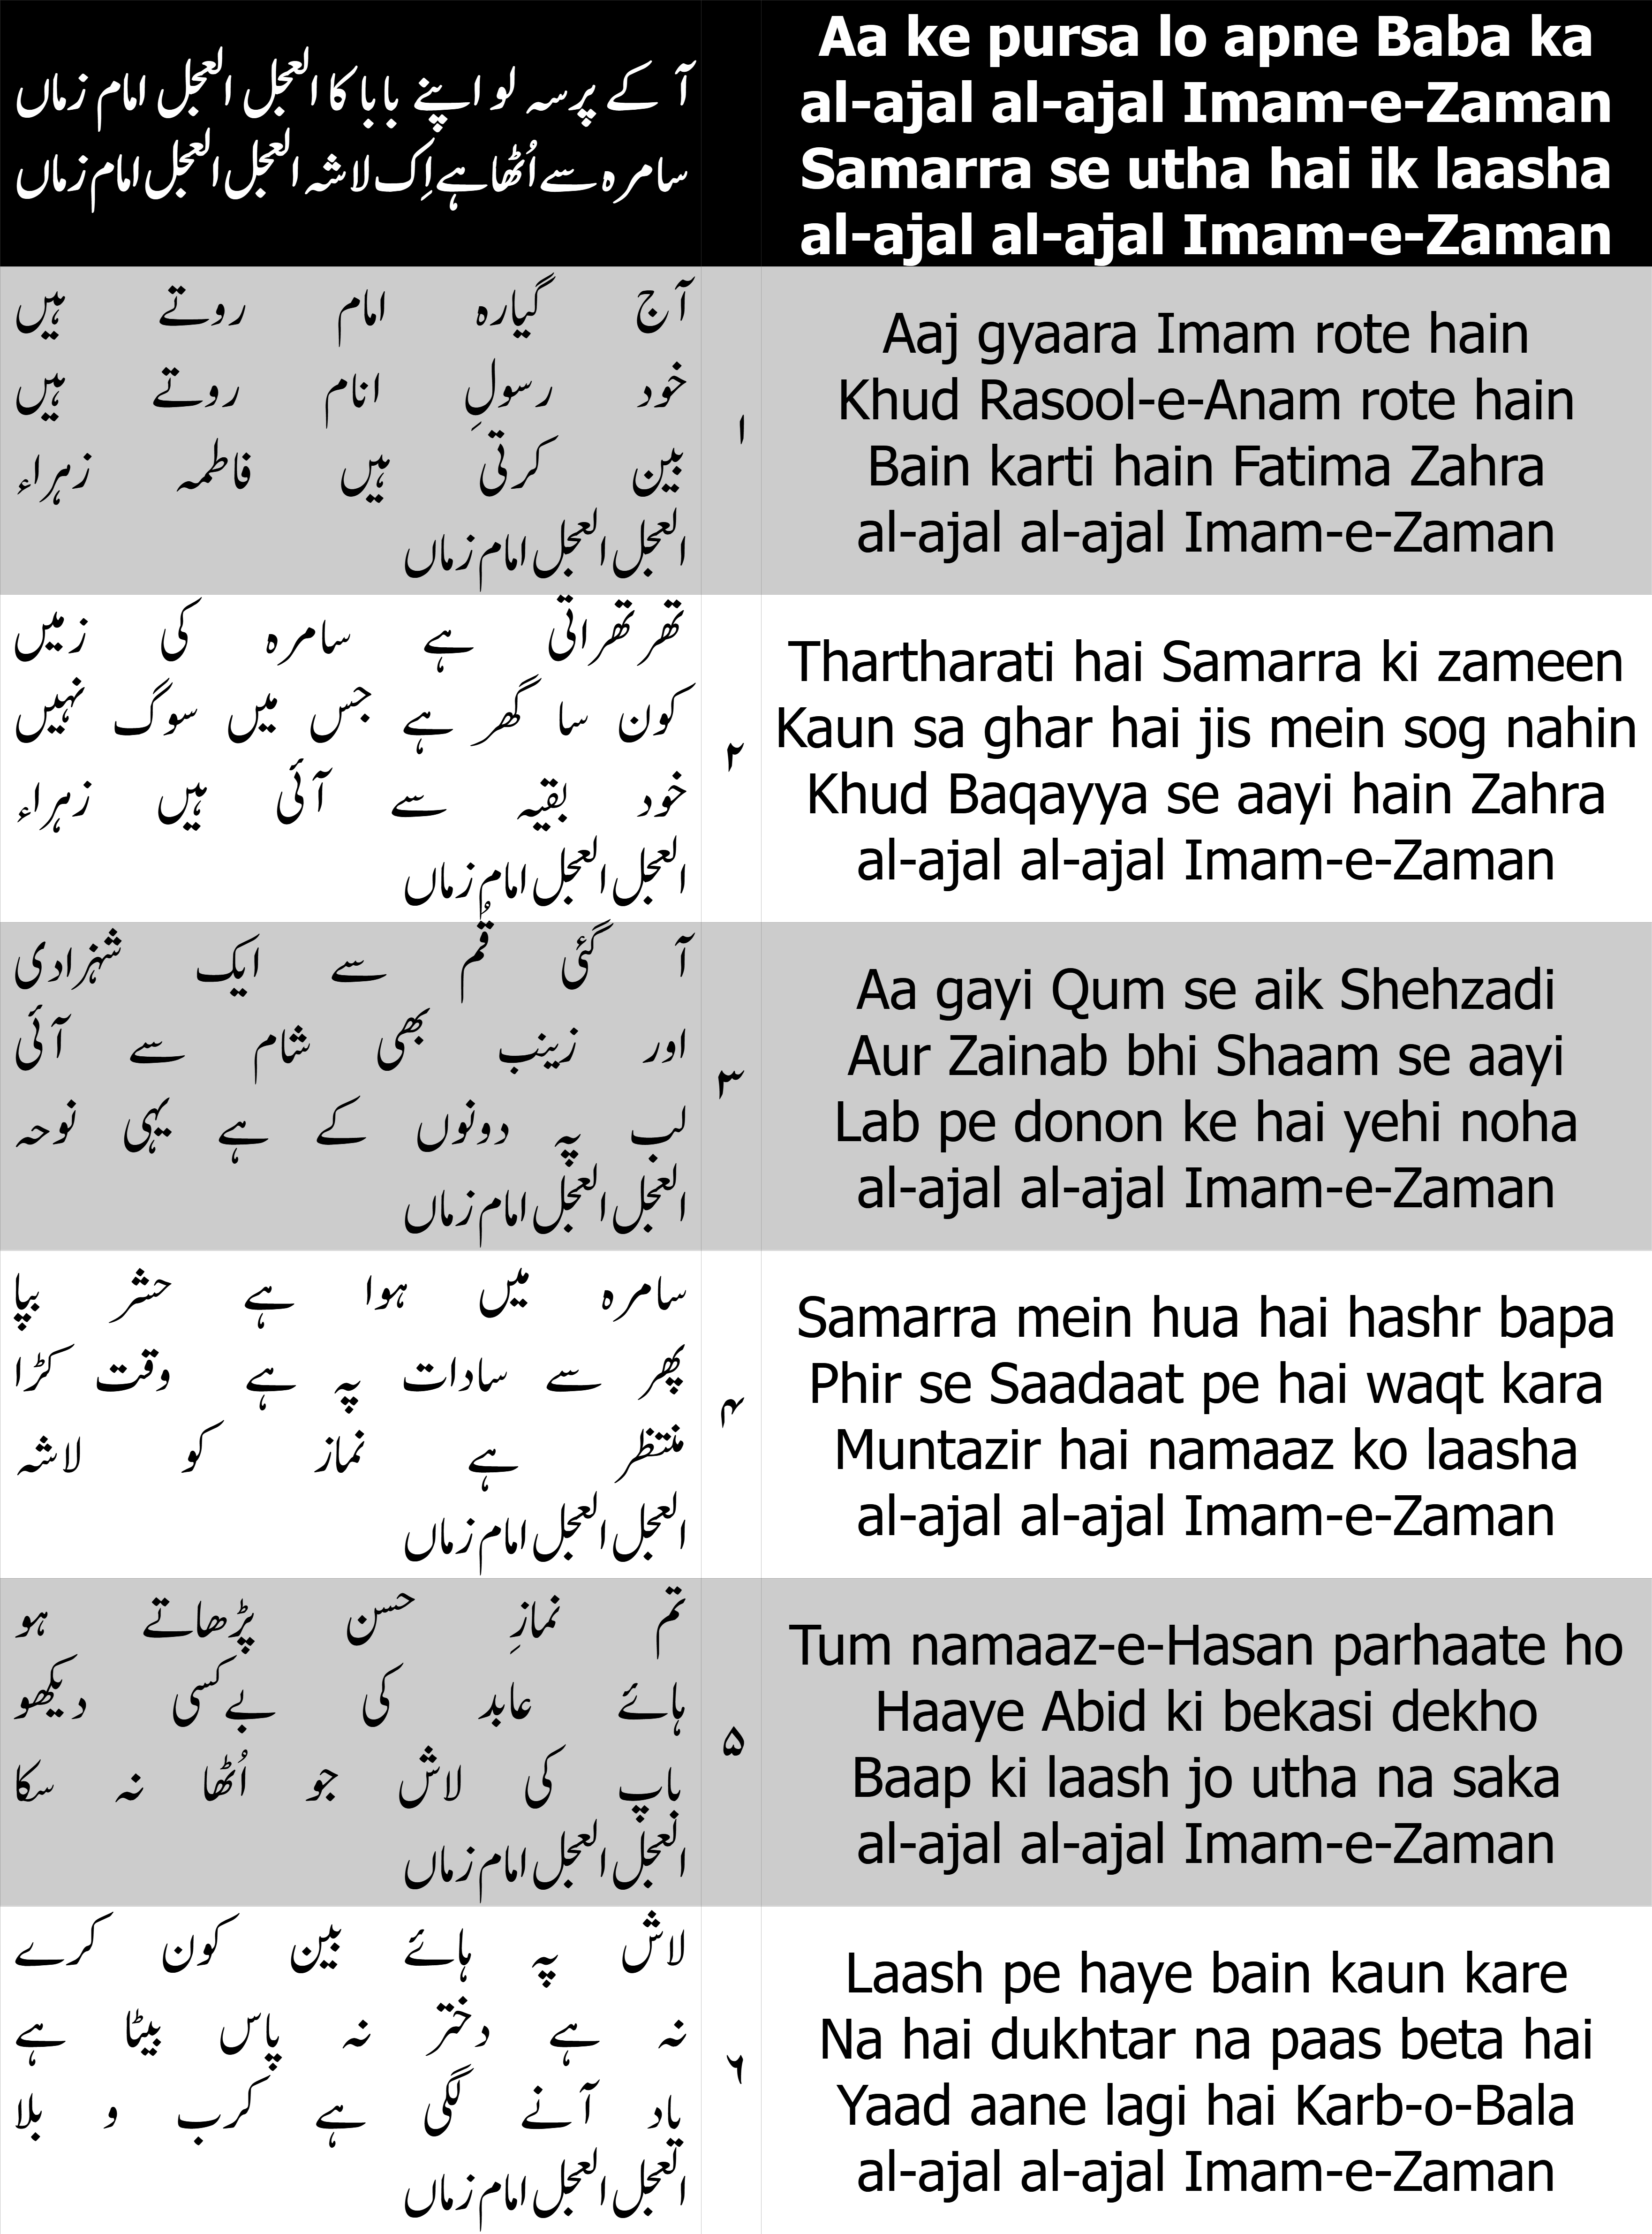 آ کے پرسہ لو اپنے بابا کا العجل العجل امام زماں
سامرہ سے اُٹھا ہے اِک لاشہ العجل العجل امام زماں
Aa ke pursa lo apne Baba ka
al-ajal al-ajal Imam-e-Zaman
Samarra se utha hai ik laasha
al-ajal al-ajal Imam-e-Zaman
آج گیارہ امام روتے ہیں
خود رسولِ انام روتے ہیں
بین کرتی ہیں فاطمہ زہراء
العجل العجل امام زماں
۱
Aaj gyaara Imam rote hain
Khud Rasool-e-Anam rote hain
Bain karti hain Fatima Zahra
al-ajal al-ajal Imam-e-Zaman
تھرتھراتی ہے سامرہ کی زمیں
کون سا گھر ہے جس میں سوگ نہیں
خود بقیہ سے آئی ہیں زہراء
العجل العجل امام زماں
۲
Thartharati hai Samarra ki zameen
Kaun sa ghar hai jis mein sog nahin
Khud Baqayya se aayi hain Zahra
al-ajal al-ajal Imam-e-Zaman
آ گئی قُم سے ایک شہزادی
اور زینب بھی شام سے آئی
لب پہ دونوں کے ہے یہی نوحہ
العجل العجل امام زماں
۳
Aa gayi Qum se aik Shehzadi
Aur Zainab bhi Shaam se aayi
Lab pe donon ke hai yehi noha
al-ajal al-ajal Imam-e-Zaman
سامرہ میں ہوا ہے حشر بپا
پھر سے سادات پہ ہے وقت کڑا
منتظر ہے نماز کو لاشہ
العجل العجل امام زماں
۴
Samarra mein hua hai hashr bapa
Phir se Saadaat pe hai waqt kara
Muntazir hai namaaz ko laasha
al-ajal al-ajal Imam-e-Zaman
تم نمازِ حسن پڑھاتے ہو
ہائے عابد کی بےکسی دیکھو
باپ کی لاش جو اُٹھا نہ سکا
العجل العجل امام زماں
۵
Tum namaaz-e-Hasan parhaate ho
Haaye Abid ki bekasi dekho
Baap ki laash jo utha na saka
al-ajal al-ajal Imam-e-Zaman
لاش پہ ہائے بین کون کرے
نہ ہے دختر نہ پاس بیٹا ہے
یاد آنے لگی ہے کرب و بلا
العجل العجل امام زماں
۶
Laash pe haye bain kaun kare
Na hai dukhtar na paas beta hai
Yaad aane lagi hai Karb-o-Bala
al-ajal al-ajal Imam-e-Zaman